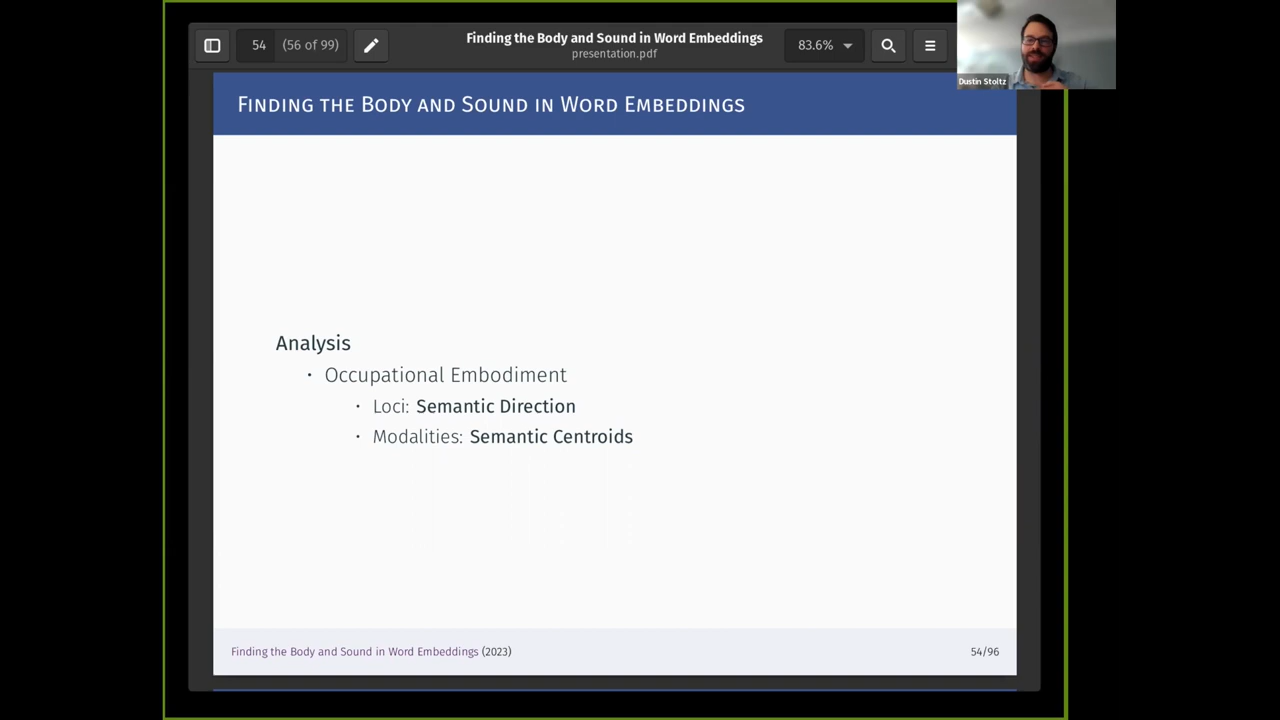 54 (56 of 99)
Finding the Body and Sound in Word Embeddings
presentation.pdf
83.6%
Dustin Stoltz
Finding the Body and Sound in Word Embeddings
Analysis
• Occupational Embodiment
• Loci: Semantic Direction
• Modalities: Semantic Centroids
Finding the Body and Sound in Word Embeddings (2023)
54/96